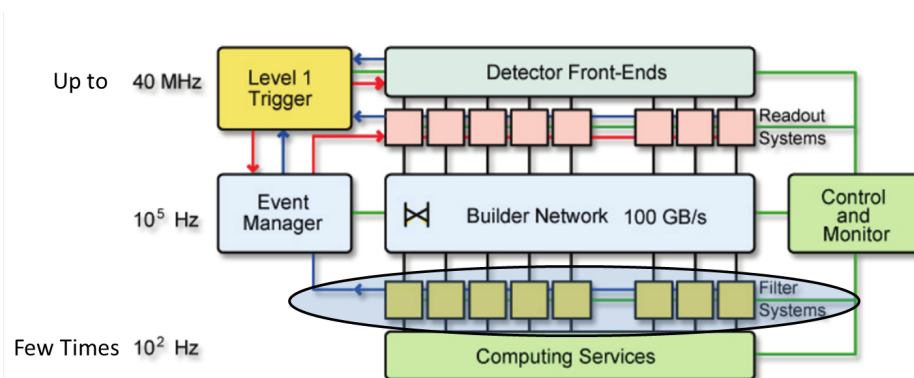 Up to 40 MHz
Level 1
Trigger
Detector Front-Ends
Readout
Systems
10⁵ Hz
Event
Manager
Builder Network 100 GB/s
Control
and
Monitor
Filter
Systems
Few Times 10² Hz
Computing Services